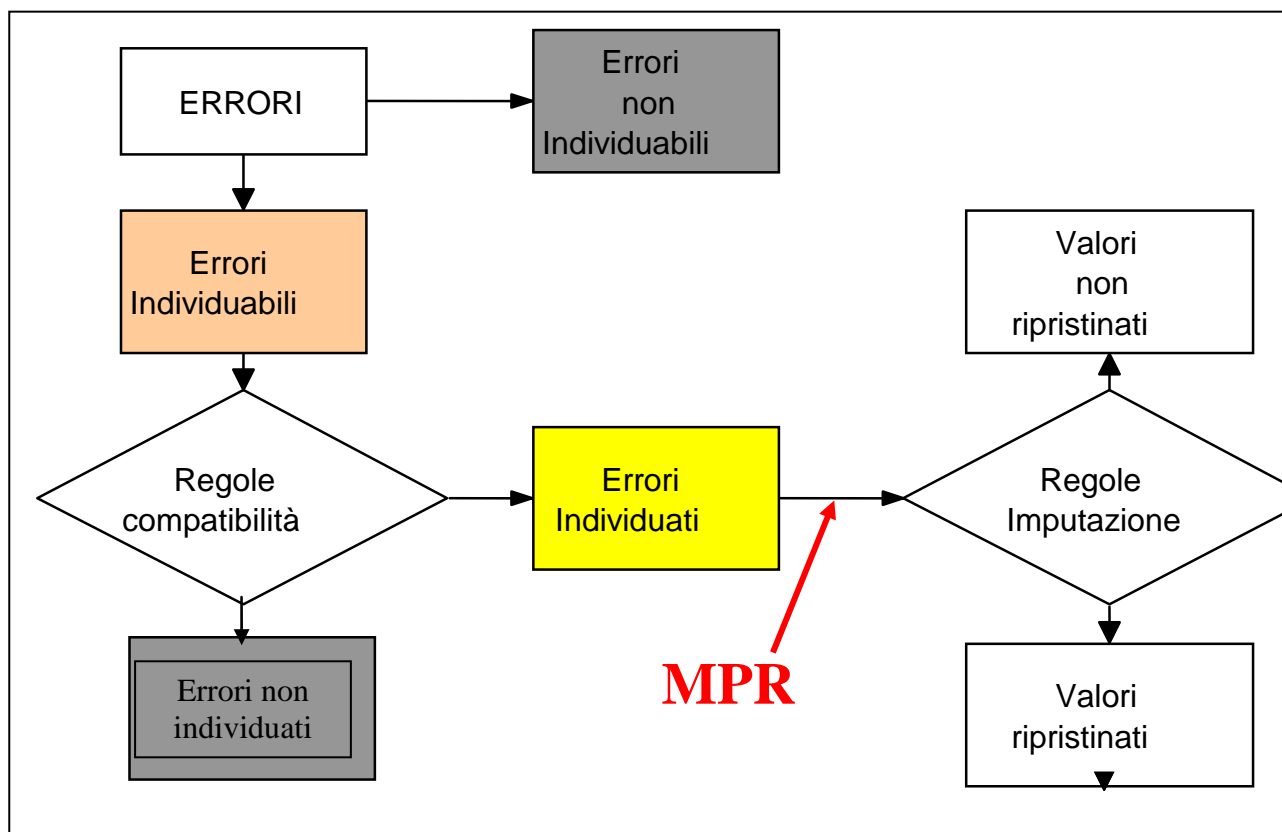 ERRORI
Errori
non
Individuabili
Errori
Individuabili
Valori
non
ripristinati
Regole
compatibilità
Errori
Individuati
Regole
Imputazione
MPR
Errori non
individuati
Valori
ripristinati